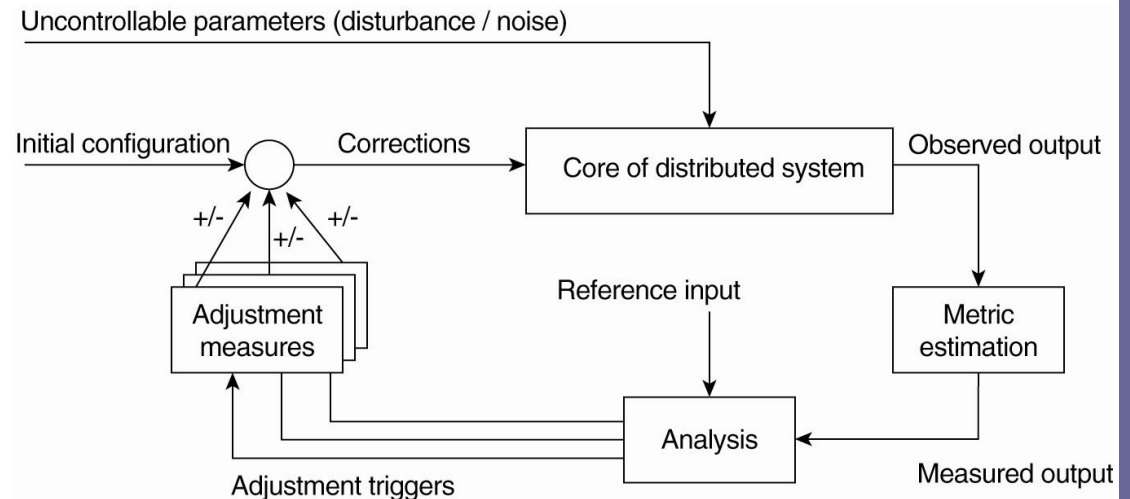 Uncontrollable parameters (disturbance / noise)
Initial configuration
Corrections
Core of distributed system
Observed output
+/-
+/-
+/-
Reference input
Adjustment
measures
Metric
estimation
Analysis
Adjustment triggers
Measured output